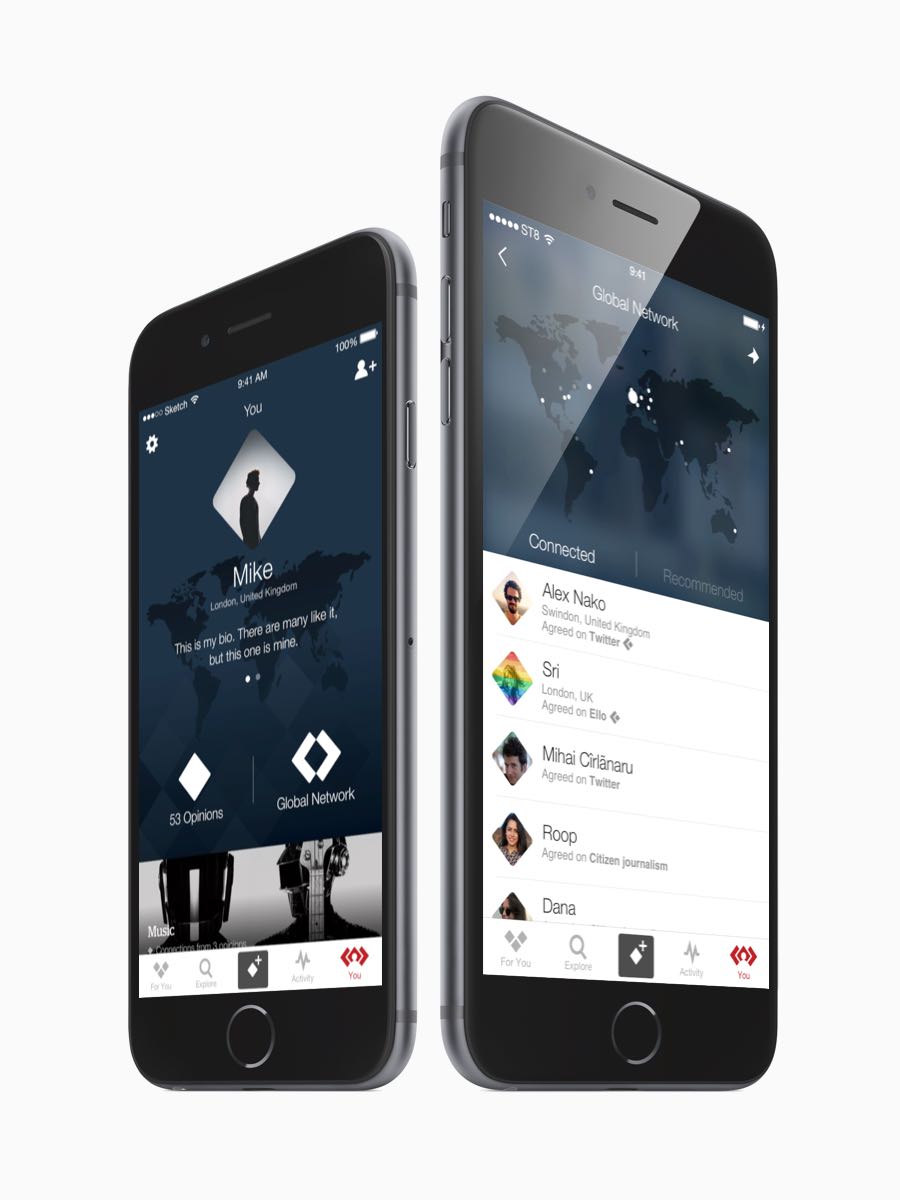 Sketch
9:41 AM
100%
You
Mike
London, United Kingdom
This is my bio. There are many like it,
but this one is mine.
53 Opinions
Global Network
Music
Connections from 3 opinions
For You
Explore
Activity
You
ST8
9:41
Global Network
Connected
Recommended
Alex Nako
Swindon, United Kingdom
Agreed on Twitter
Sri
London, UK
Agreed on Ello
Mihai Cîrlănaru
Agreed on Twitter
Roop
Agreed on Citizen journalism
Dana
For You
Explore
Activity
You